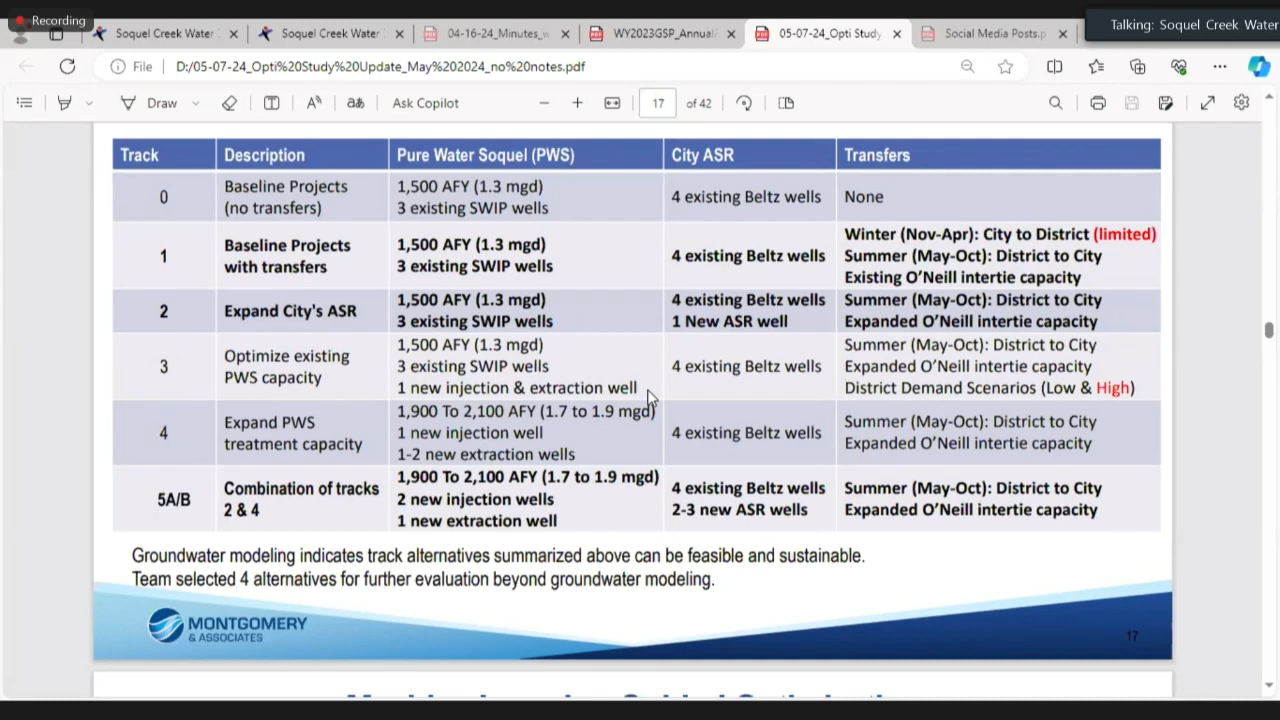 Recording
Talking: Soquel Creek Water
Soquel Creek Water
Soquel Creek Water
04-16-24_Minutes_w
WY2023GSP_Annual
05-07-24_Opti Study
Social Media Posts.p
File
D:/05-07-24_Opti%20Study%20Update_May%202024_no%20notes.pdf
Draw
Ask Copilot
17
of 42
Track
Description
Pure Water Soquel (PWS)
City ASR
Transfers
0
Baseline Projects
(no transfers)
1,500 AFY (1.3 mgd)
3 existing SWIP wells
4 existing Beltz wells
None
1
Baseline Projects
with transfers
1,500 AFY (1.3 mgd)
3 existing SWIP wells
4 existing Beltz wells
Winter (Nov-Apr): City to District (limited)
Summer (May-Oct): District to City
Existing O'Neill intertie capacity
2
Expand City's ASR
1,500 AFY (1.3 mgd)
3 existing SWIP wells
4 existing Beltz wells
1 New ASR well
Summer (May-Oct): District to City
Expanded O'Neill intertie capacity
3
Optimize existing
PWS capacity
1,500 AFY (1.3 mgd)
3 existing SWIP wells
1 new injection & extraction well
4 existing Beltz wells
Summer (May-Oct): District to City
Expanded O'Neill intertie capacity
District Demand Scenarios (Low & High)
4
Expand PWS
treatment capacity
1,900 To 2,100 AFY (1.7 to 1.9 mgd)
1 new injection well
1-2 new extraction wells
4 existing Beltz wells
Summer (May-Oct): District to City
Expanded O'Neill intertie capacity
5A/B
Combination of tracks
2 & 4
1,900 To 2,100 AFY (1.7 to 1.9 mgd)
2 new injection wells
1 new extraction well
4 existing Beltz wells
2-3 new ASR wells
Summer (May-Oct): District to City
Expanded O'Neill intertie capacity
Groundwater modeling indicates track alternatives summarized above can be feasible and sustainable.
Team selected 4 alternatives for further evaluation beyond groundwater modeling.
MONTGOMERY
& ASSOCIATES
17